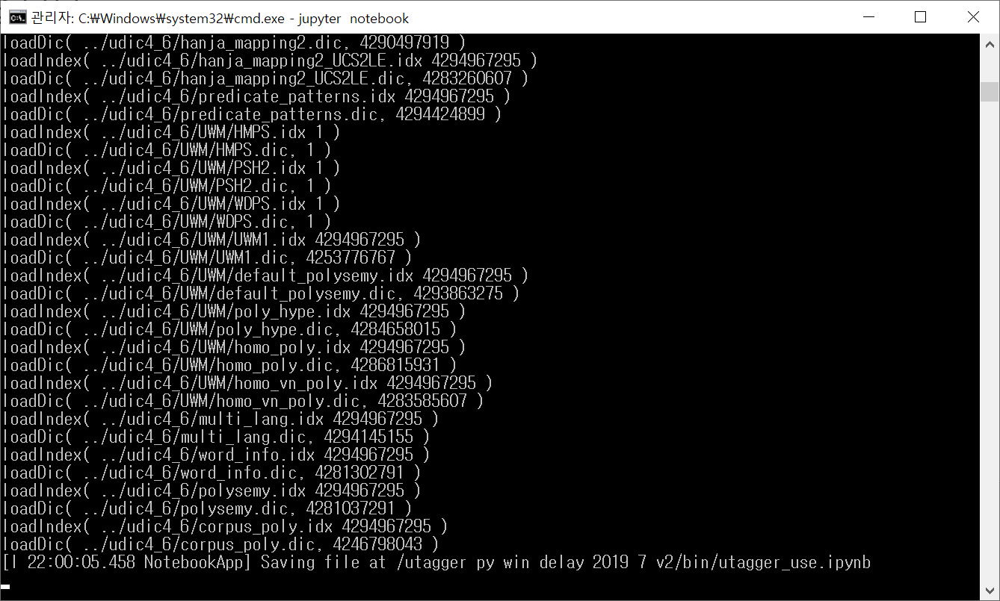 관리자: C:₩Windows₩system32₩cmd.exe - jupyter notebook
loadDic( ../udic4_6/hanja_mapping2.dic, 4290497919 )
loadIndex( ../udic4_6/hanja_mapping2_UCS2LE.idx 4294967295 )
loadDic( ../udic4_6/hanja_mapping2_UCS2LE.dic, 4283260607 )
loadIndex( ../udic4_6/predicate_patterns.idx 4294967295 )
loadDic( ../udic4_6/predicate_patterns.dic, 4294424899 )
loadIndex( ../udic4_6/UWM/HMPS.idx 1 )
loadDic( ../udic4_6/UWM/HMPS.dic, 1 )
loadIndex( ../udic4_6/UWM/PSH2.idx 1 )
loadDic( ../udic4_6/UWM/PSH2.dic, 1 )
loadIndex( ../udic4_6/UWM/WDPS.idx 1 )
loadDic( ../udic4_6/UWM/WDPS.dic, 1 )
loadIndex( ../udic4_6/UWM/UWM1.idx 4294967295 )
loadDic( ../udic4_6/UWM/UWM1.dic, 4253776767 )
loadIndex( ../udic4_6/UWM/default_polysemy.idx 4294967295 )
loadDic( ../udic4_6/UWM/default_polysemy.dic, 4293863275 )
loadIndex( ../udic4_6/UWM/poly_hype.idx 4294967295 )
loadDic( ../udic4_6/UWM/poly_hype.dic, 4284658015 )
loadIndex( ../udic4_6/UWM/homo_poly.idx 4294967295 )
loadDic( ../udic4_6/UWM/homo_poly.dic, 4286815931 )
loadIndex( ../udic4_6/UWM/homo_vn_poly.idx 4294967295 )
loadDic( ../udic4_6/UWM/homo_vn_poly.dic, 4283585607 )
loadIndex( ../udic4_6/multi_lang.idx 4294967295 )
loadDic( ../udic4_6/multi_lang.dic, 4294145155 )
loadIndex( ../udic4_6/word_info.idx 4294967295 )
loadDic( ../udic4_6/word_info.dic, 4281302791 )
loadIndex( ../udic4_6/polysemy.idx 4294967295 )
loadDic( ../udic4_6/polysemy.dic, 4281037291 )
loadIndex( ../udic4_6/corpus_poly.idx 4294967295 )
loadDic( ../udic4_6/corpus_poly.dic, 4246798043 )
[I 22:00:05.458 NotebookApp] Saving file at /utagger py win delay 2019 7 v2/bin/utagger_use.ipynb